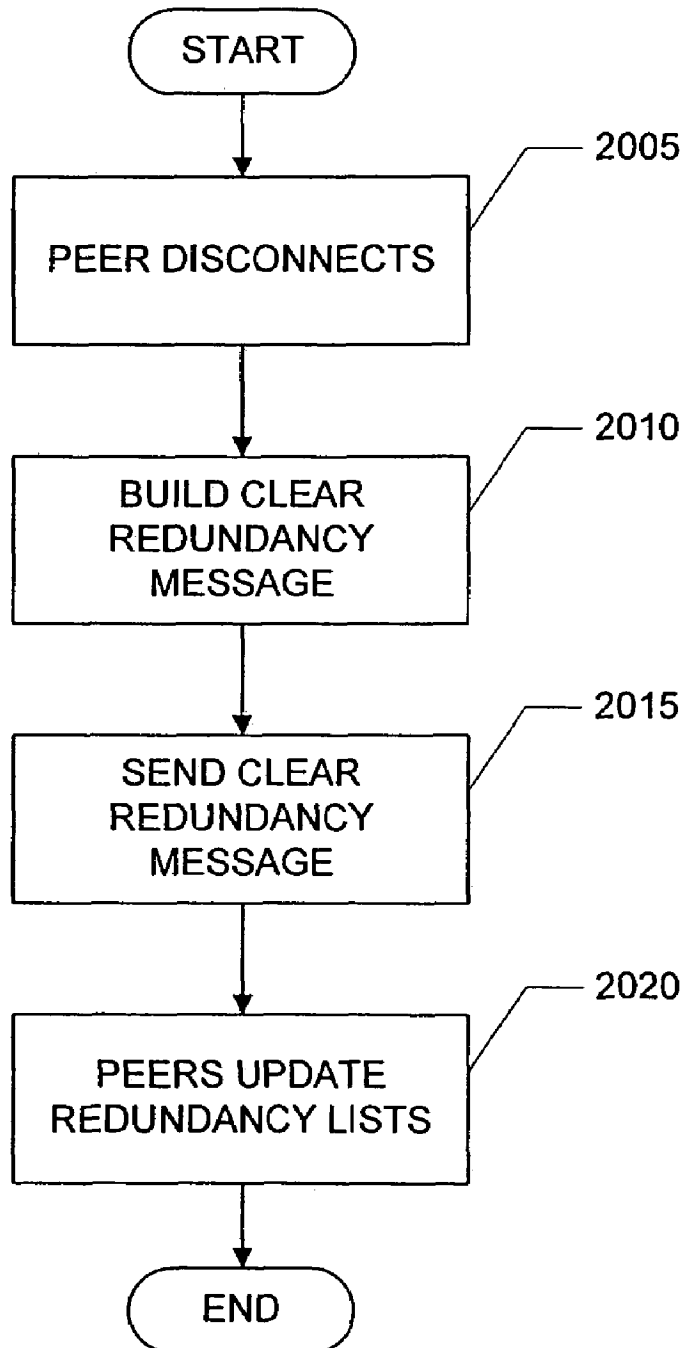 START
2005
PEER DISCONNECTS
2010
BUILD CLEAR
REDUNDANCY
MESSAGE
2015
SEND CLEAR
REDUNDANCY
MESSAGE
2020
PEERS UPDATE
REDUNDANCY LISTS
END